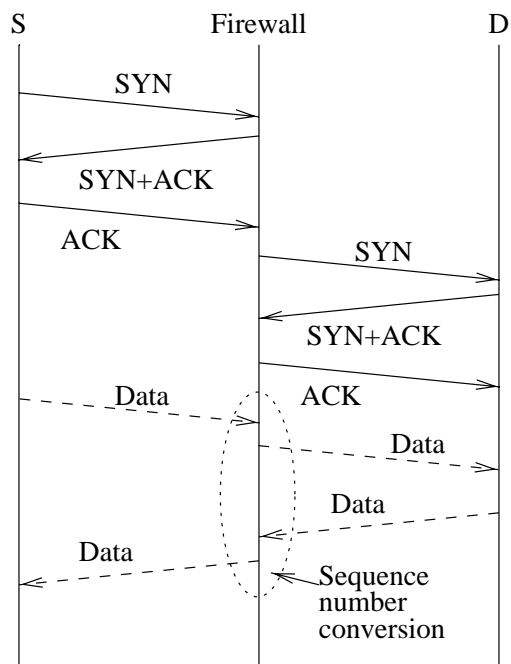 S Firewall D
SYN
SYN+ACK
ACK
SYN
SYN+ACK
ACK
Data
Data
Data
Data
Sequence
number
conversion